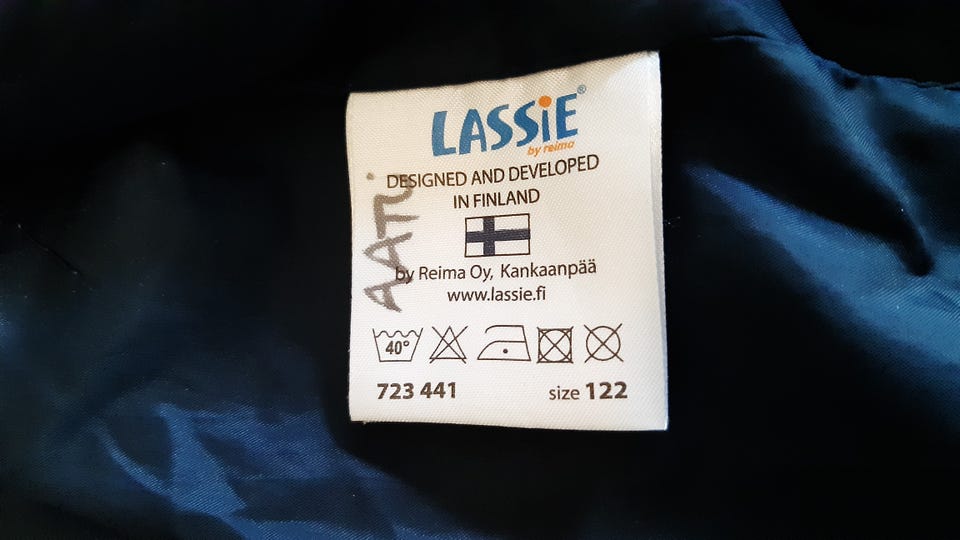 LASSiE®
by reima
DESIGNED AND DEVELOPED
IN FINLAND
by Reima Oy, Kankaanpää
www.lassie.fi
40°
723 441
size 122
AATU